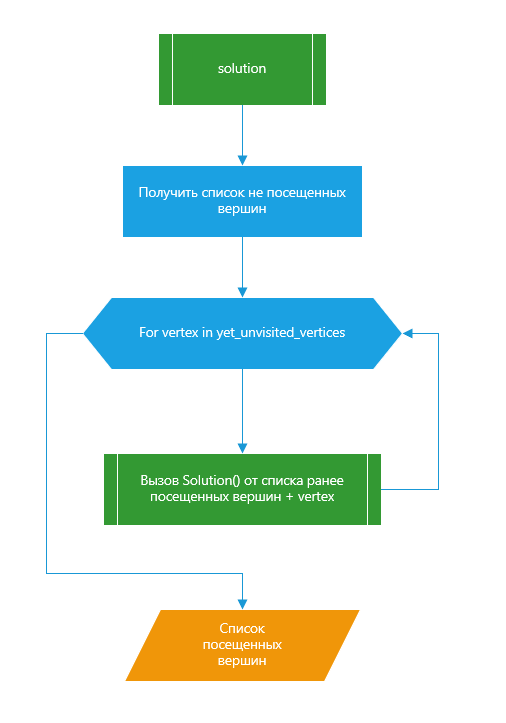 solution
Получить список не посещенных
вершин
For vertex in yet_unvisited_vertices
Вызов Solution() от списка ранее
посещенных вершин + vertex
Список
посещенных
вершин